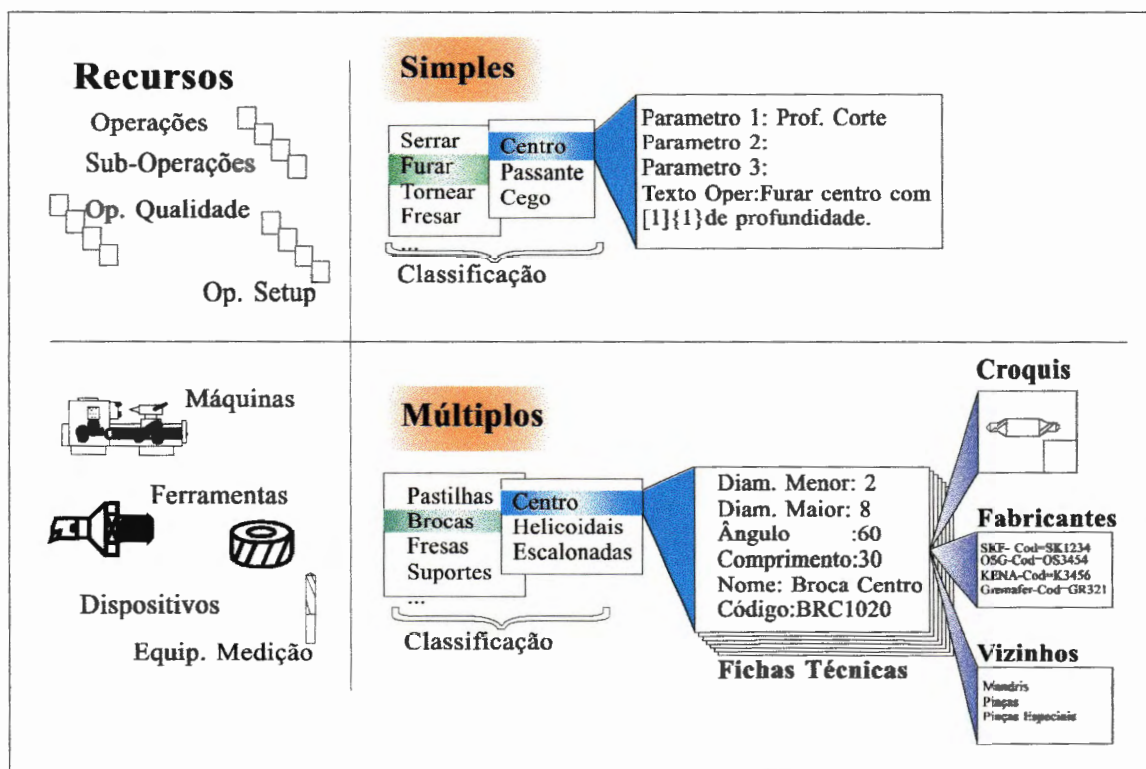 Recursos
Operações
Sub-Operações
Op. Qualidade
Op. Setup
Simples
Serrar
Furar
Tornear
Fresar
...
Centro
Passante
Cego
Classificação
Parametro 1: Prof. Corte
Parametro 2:
Parametro 3:
Texto Oper:Furar centro com
[1]{1}de profundidade.
Máquinas
Ferramentas
Dispositivos
Equip. Medição
Múltiplos
Pastilhas
Brocas
Fresas
Suportes
...
Centro
Helicoidais
Escalonadas
Classificação
Diam. Menor: 2
Diam. Maior: 8
Ângulo :60
Comprimento:30
Nome: Broca Centro
Código:BRC1020
Fichas Técnicas
Croquis
Fabricantes
SKF- Cod=SK1234
OSG-Cod=OS3454
KENA-Cod=K3456
Gremafer-Cod=GR321
Vizinhos
Mandris
Pinças
Pinças Especiais